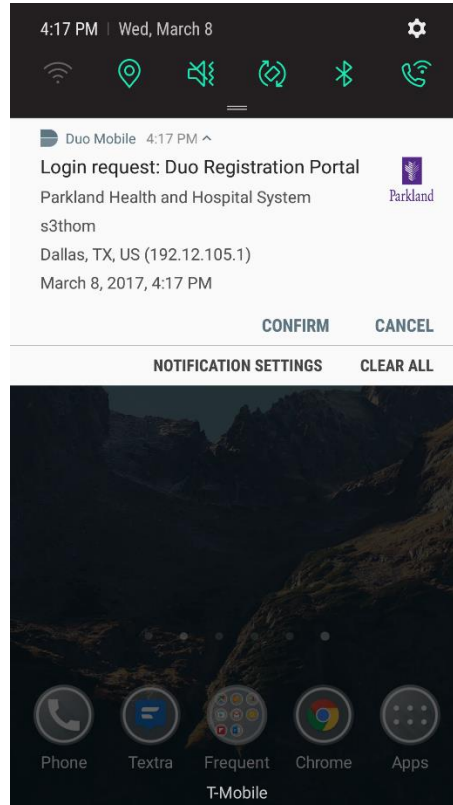 4:17 PM | Wed, March 8
Duo Mobile 4:17 PM
Login request: Duo Registration Portal
Parkland Health and Hospital System
Parkland
s3thom
Dallas, TX, US (192.12.105.1)
March 8, 2017, 4:17 PM
CONFIRM CANCEL
NOTIFICATION SETTINGS CLEAR ALL
Phone Textra Frequent Chrome Apps
T-Mobile